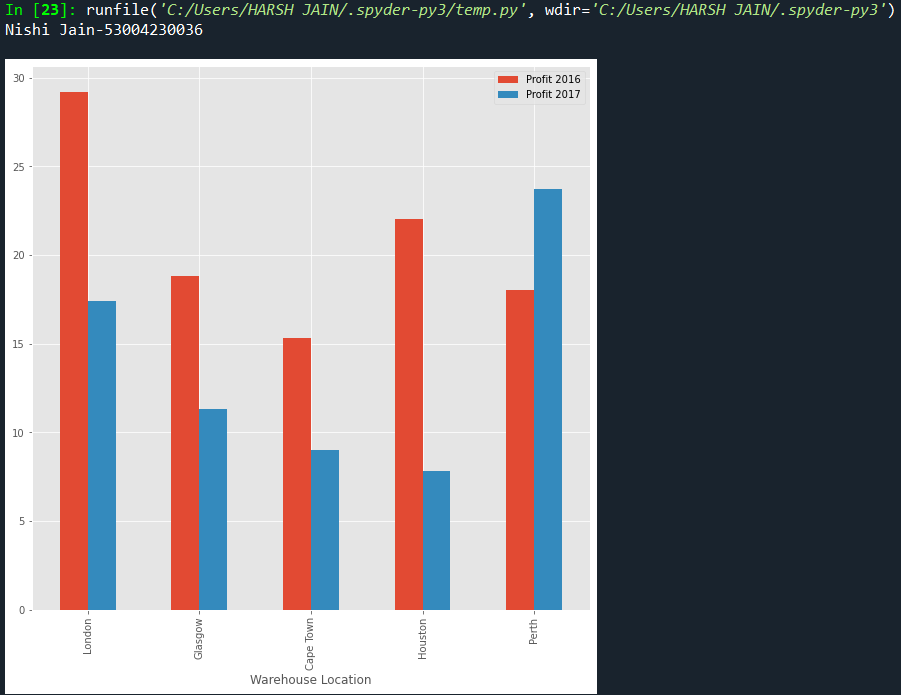 In [23]: runfile('C:/Users/HARSH JAIN/.spyder-py3/temp.py', wdir='C:/Users/HARSH JAIN/.spyder-py3')
Nishi Jain-53004230036
Profit 2016
Profit 2017
30
25
20
15
10
5
0
London
Glasgow
Cape Town
Houston
Perth
Warehouse Location